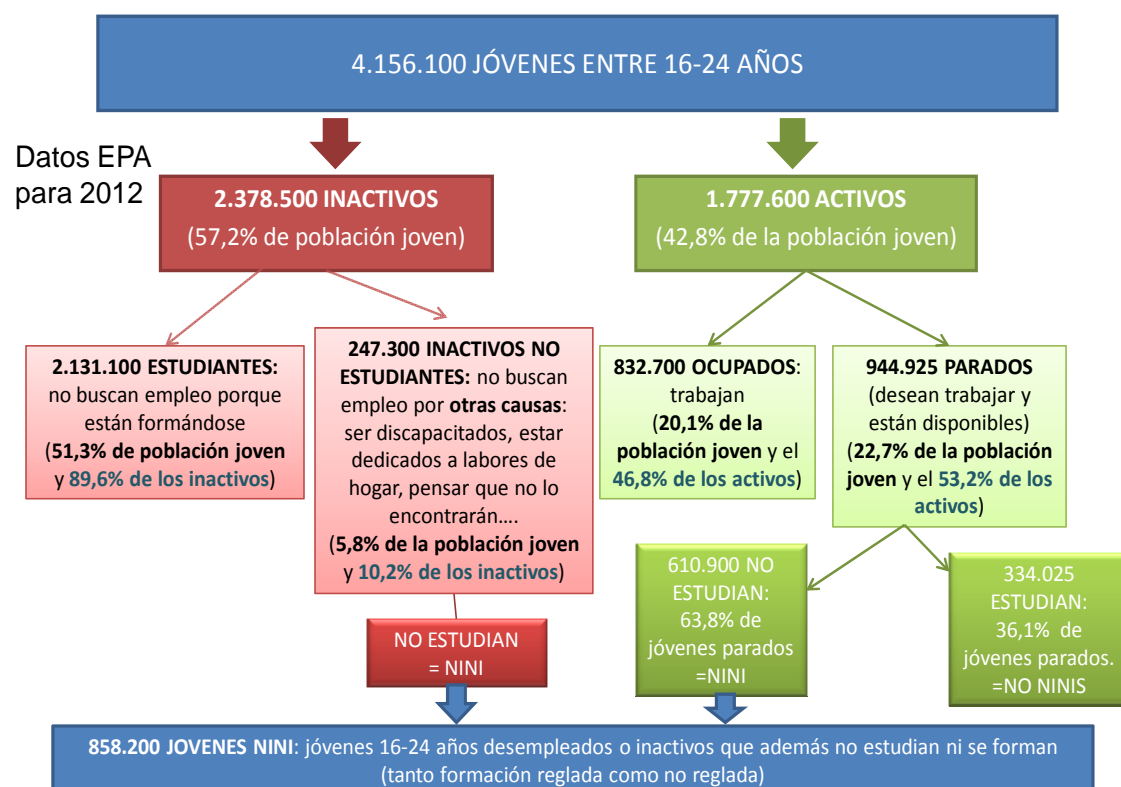 4.156.100 JÓVENES ENTRE 16-24 AÑOS
Datos EPA
para 2012
2.378.500 INACTIVOS
(57,2% de población joven)
1.777.600 ACTIVOS
(42,8% de la población joven)
2.131.100 ESTUDIANTES:
no buscan empleo porque
están formándose
(51,3% de población joven
y 89,6% de los inactivos)
247.300 INACTIVOS NO
ESTUDIANTES: no buscan
empleo por otras causas:
ser discapacitados, estar
dedicados a labores de
hogar, pensar que no lo
encontrarán....
(5,8% de la población joven
y 10,2% de los inactivos)
832.700 OCUPADOS:
trabajan
(20,1% de la
población joven y el
46,8% de los activos)
944.925 PARADOS
(desean trabajar y
están disponibles)
(22,7% de la población
joven y el 53,2% de los
activos)
NO ESTUDIAN
= NINI
610.900 NO
ESTUDIAN:
63,8% de
jóvenes parados
=NINI
334.025
ESTUDIAN:
36,1% de
jóvenes parados.
=NO NINIS
858.200 JOVENES NINI: jóvenes 16-24 años desempleados o inactivos que además no estudian ni se forman
(tanto formación reglada como no reglada)